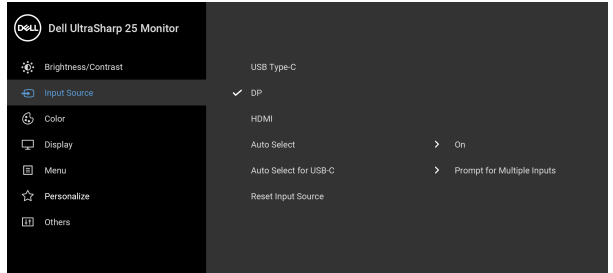 DELL
Dell UltraSharp 25 Monitor
Brightness/Contrast
USB Type-C
Input Source
DP
Color
HDMI
Display
Auto Select
On
Menu
Auto Select for USB-C
Prompt for Multiple Inputs
Personalize
Reset Input Source
Others